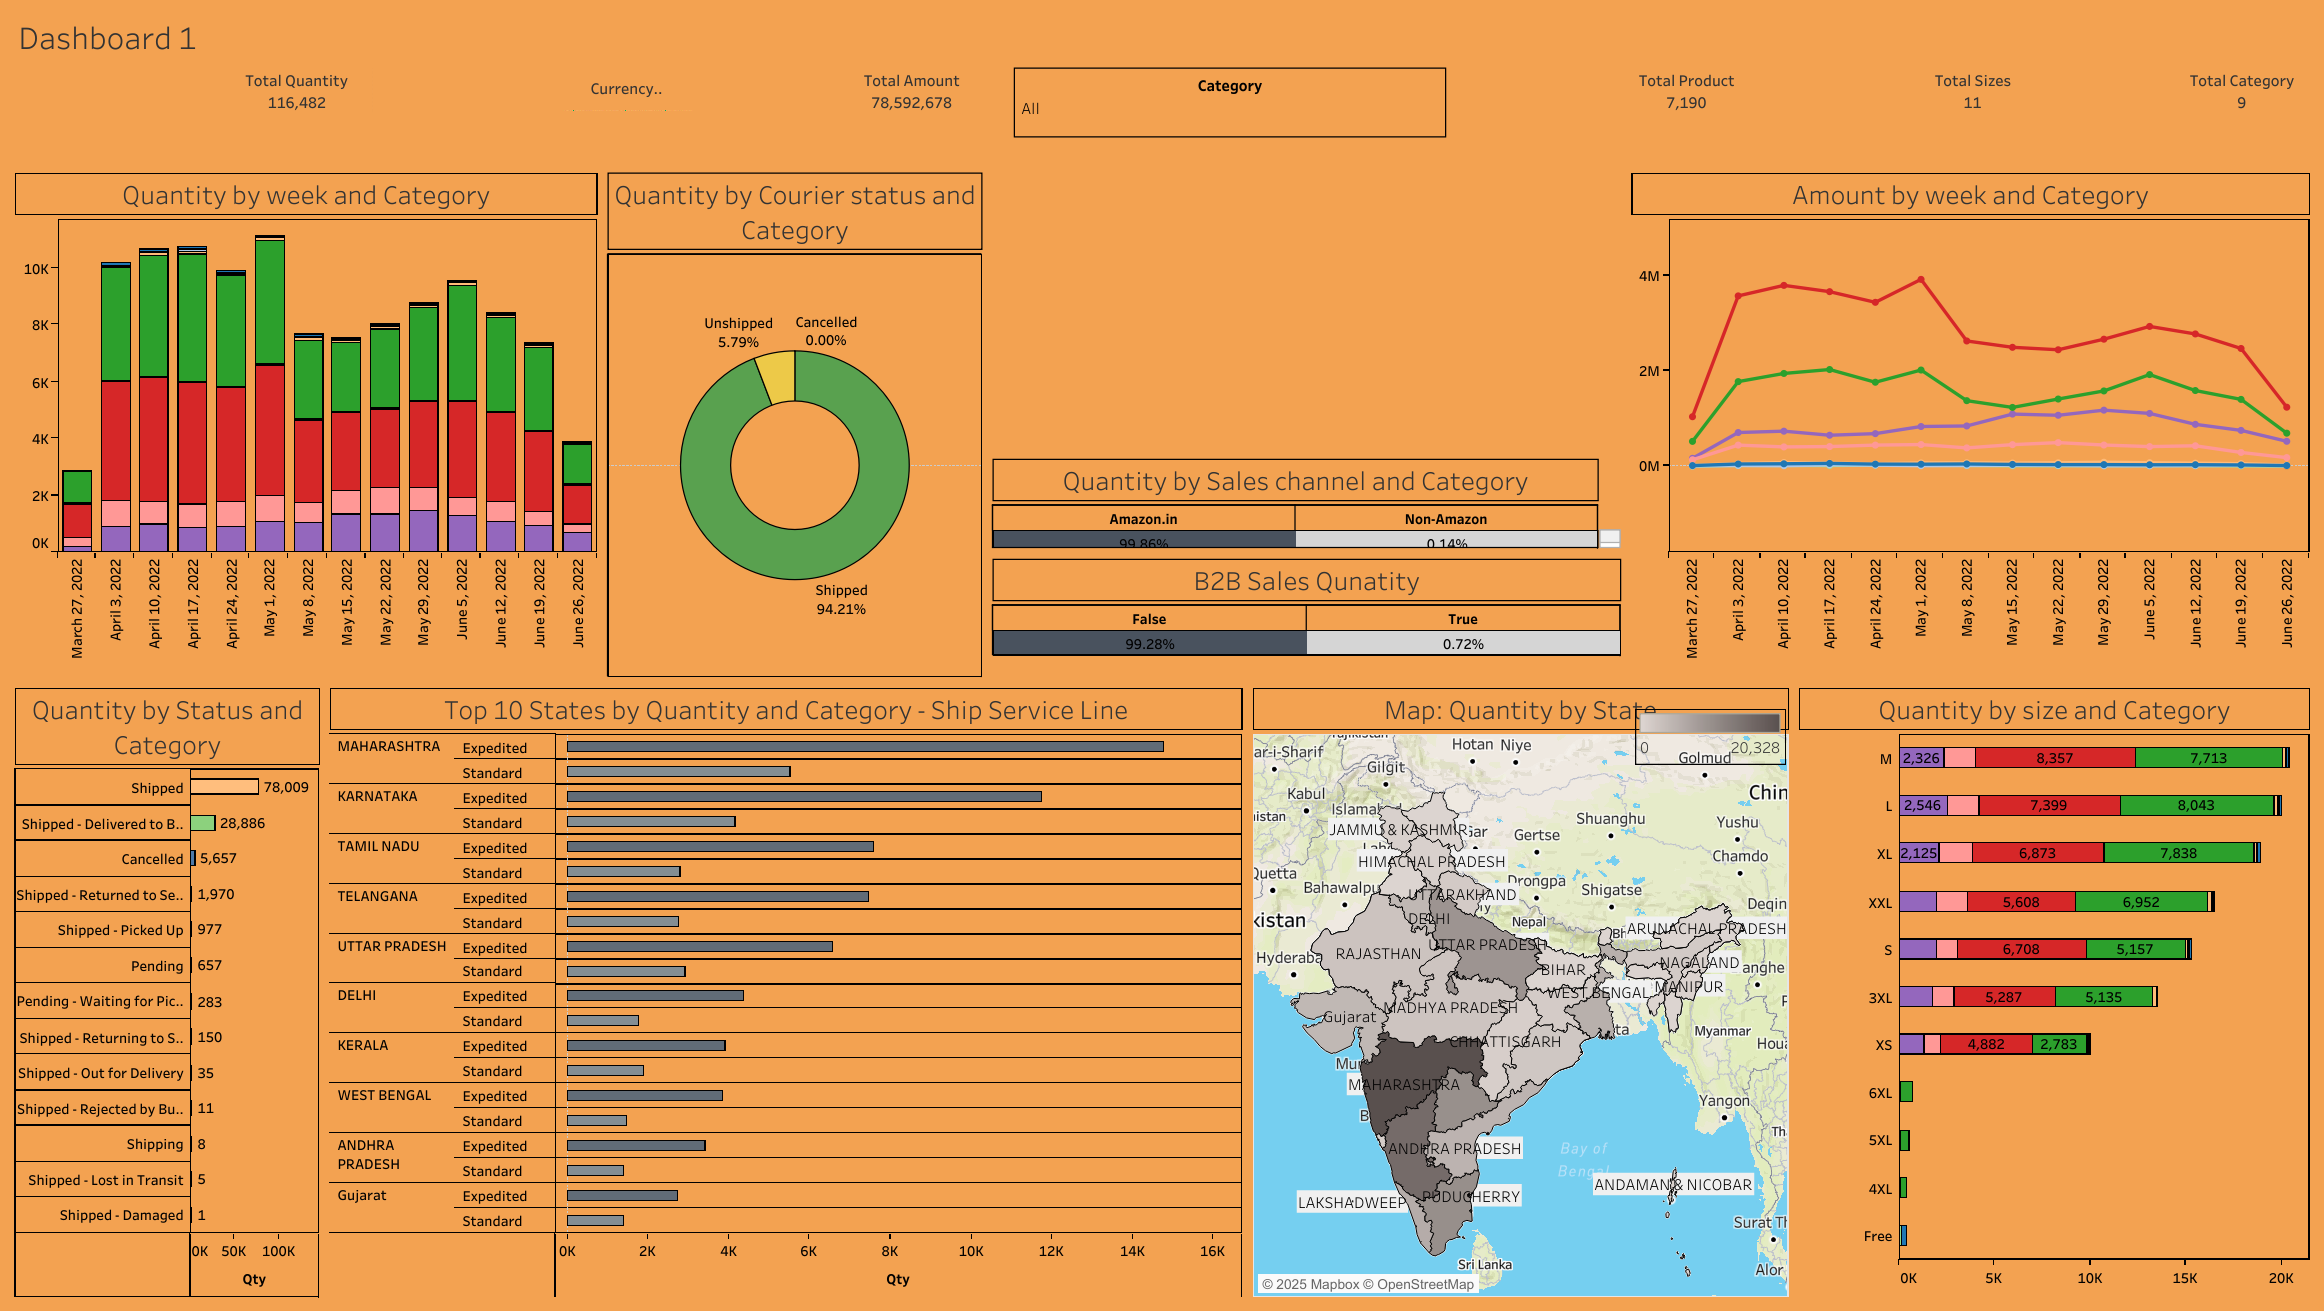 Dashboard 1
Total Quantity
116,482
Currency..
Total Amount
78,592,678
Category
All
Total Product
7,190
Total Sizes
11
Total Category
9
Quantity by week and Category
10K
8K
6K
4K
2K
0K
March 27, 2022
April 3, 2022
April 10, 2022
April 17, 2022
April 24, 2022
May 1, 2022
May 8, 2022
May 15, 2022
May 22, 2022
May 29, 2022
June 5, 2022
June 12, 2022
June 19, 2022
June 26, 2022
Quantity by Courier status and
Category
Unshipped
5.79%
Cancelled
0.00%
Shipped
94.21%
Quantity by Sales channel and Category
Amazon.in
Non-Amazon
99.86%
0.14%
B2B Sales Qunatity
False
True
99.28%
0.72%
Amount by week and Category
4M
2M
0M
March 27, 2022
April 3, 2022
April 10, 2022
April 17, 2022
April 24, 2022
May 1, 2022
May 8, 2022
May 15, 2022
May 22, 2022
May 29, 2022
June 5, 2022
June 12, 2022
June 19, 2022
June 26, 2022
Quantity by Status and
Category
Shipped 78,009
Shipped - Delivered to B.. 28,886
Cancelled 5,657
Shipped - Returned to Se.. 1,970
Shipped - Picked Up 977
Pending 657
Pending - Waiting for Pic.. 283
Shipped - Returning to S.. 150
Shipped - Out for Delivery 35
Shipped - Rejected by Bu.. 11
Shipping 8
Shipped - Lost in Transit 5
Shipped - Damaged 1
0K 50K 100K
Qty
Top 10 States by Quantity and Category - Ship Service Line
MAHARASHTRA Expedited
Standard
KARNATAKA Expedited
Standard
TAMIL NADU Expedited
Standard
TELANGANA Expedited
Standard
UTTAR PRADESH Expedited
Standard
DELHI Expedited
Standard
KERALA Expedited
Standard
WEST BENGAL Expedited
Standard
ANDHRA
PRADESH
Expedited
Standard
Gujarat Expedited
Standard
0K 2K 4K 6K 8K 10K 12K 14K 16K
Qty
Map: Quantity by State
0 20,328
ar-i-Sharif
Hotan Niye
Gilgit
Golmud
Kabul
Islamab
Chin
istan
Shuanghu
Yushu
JAMMU & KASHMIR
Gar
Gertse
HIMACHAL PRADESH
Chamdo
Quetta
Bahawalpu
UTTARAKHAND
Drongpa
Shigatse
Deqin
kistan
DELHI
Nepal
ARUNACHAL PRADESH
Hyderaba
RAJASTHAN
UTTAR PRADESH
BIHAR
NAGALAND
anghe
WEST BENGAL
MANIPUR
Gujarat
MADHYA PRADESH
ta
Myanmar
CHHATTISGARH
Houa
Mu
MAHARASHTRA
B
Yangon
Th
ANDHRA PRADESH
Bay of
Bengal
ANDAMAN & NICOBAR
LAKSHADWEEP
PUDUCHERRY
Surat Th
Sri Lanka
Alor
© 2025 Mapbox © OpenStreetMap
Quantity by size and Category
M 2,326 8,357 7,713
L 2,546 7,399 8,043
XL 2,125 6,873 7,838
XXL 5,608 6,952
S 6,708 5,157
3XL 5,287 5,135
XS 4,882 2,783
6XL
5XL
4XL
Free
0K 5K 10K 15K 20K